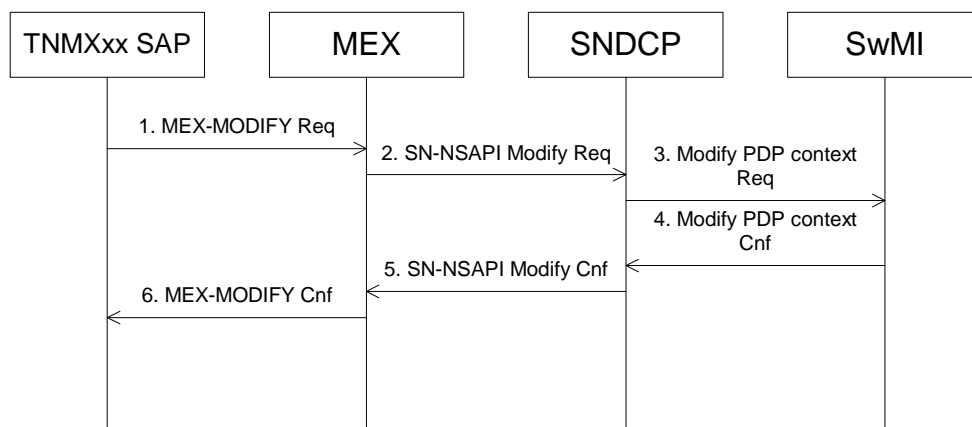 TNMXxx SAP
MEX
SNDCP
SwMI
1. MEX-MODIFY Req
2. SN-NSAPI Modify Req
3. Modify PDP context
Req
4. Modify PDP context
Cnf
5. SN-NSAPI Modify Cnf
6. MEX-MODIFY Cnf